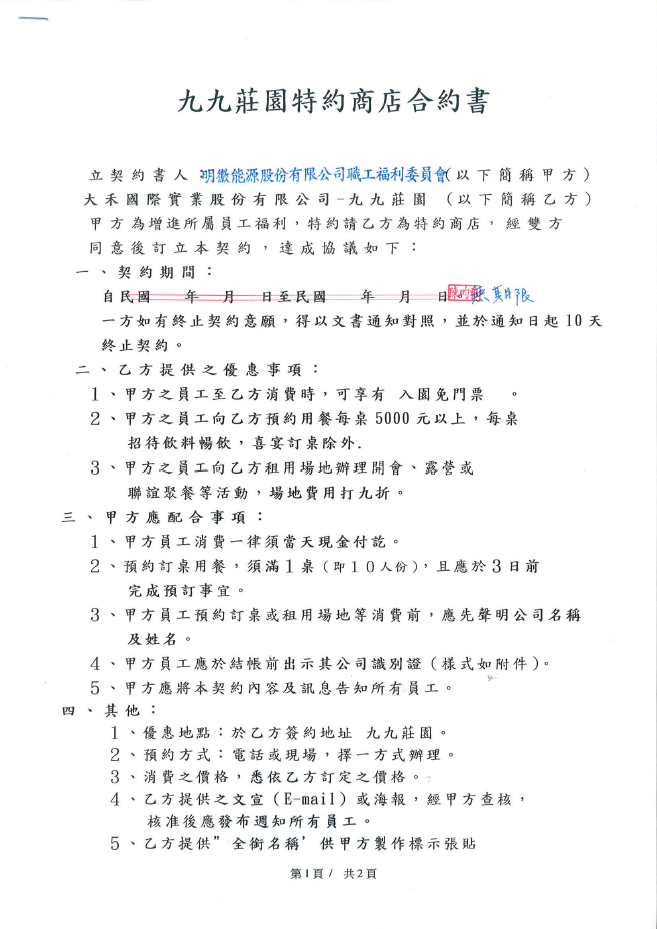 九九莊園特約商店合約書
立契約書人 明徽能源股份有限公司職工福利委員會(以下簡稱甲方)
大禾國際實業股份有限公司-九九莊園 (以下簡稱乙方)
甲方為增進所屬員工福利，特約請乙方為特約商店，經雙方
同意後訂立本契約，達成協議如下：
一、契約期間：
自民國 年 月 日至民國 年 月 日。無期限
一方如有終止契約意願，得以文書通知對照，並於通知日起10天
終止契約。
二、乙方提供之優惠事項：
1、甲方之員工至乙方消費時，可享有 入園免門票 。
2、甲方之員工向乙方預約用餐每桌5000元以上，每桌
招待飲料暢飲，喜宴訂桌除外.
3、甲方之員工向乙方租用場地辦理開會、露營或
聯誼聚餐等活動，場地費用打九折。
三、甲方應配合事項：
1、甲方員工消費一律須當天現金付訖。
2、預約訂桌用餐，須滿1桌(即10人份)，且應於3日前
完成預訂事宜。
3、甲方員工預約訂桌或租用場地等消費前，應先聲明公司名稱
及姓名。
4、甲方員工應於結帳前出示其公司識別證(樣式如附件)。
5、甲方應將本契約內容及訊息告知所有員工。
四、其他：
1、優惠地點：於乙方簽約地址 九九莊園。
2、預約方式：電話或現場，擇一方式辦理。
3、消費之價格，悉依乙方訂定之價格。
4、乙方提供之文宣(E-mail)或海報，經甲方查核，
核准後應發布週知所有員工。
5、乙方提供"全銜名稱'供甲方製作標示張貼
第1頁/ 共2頁